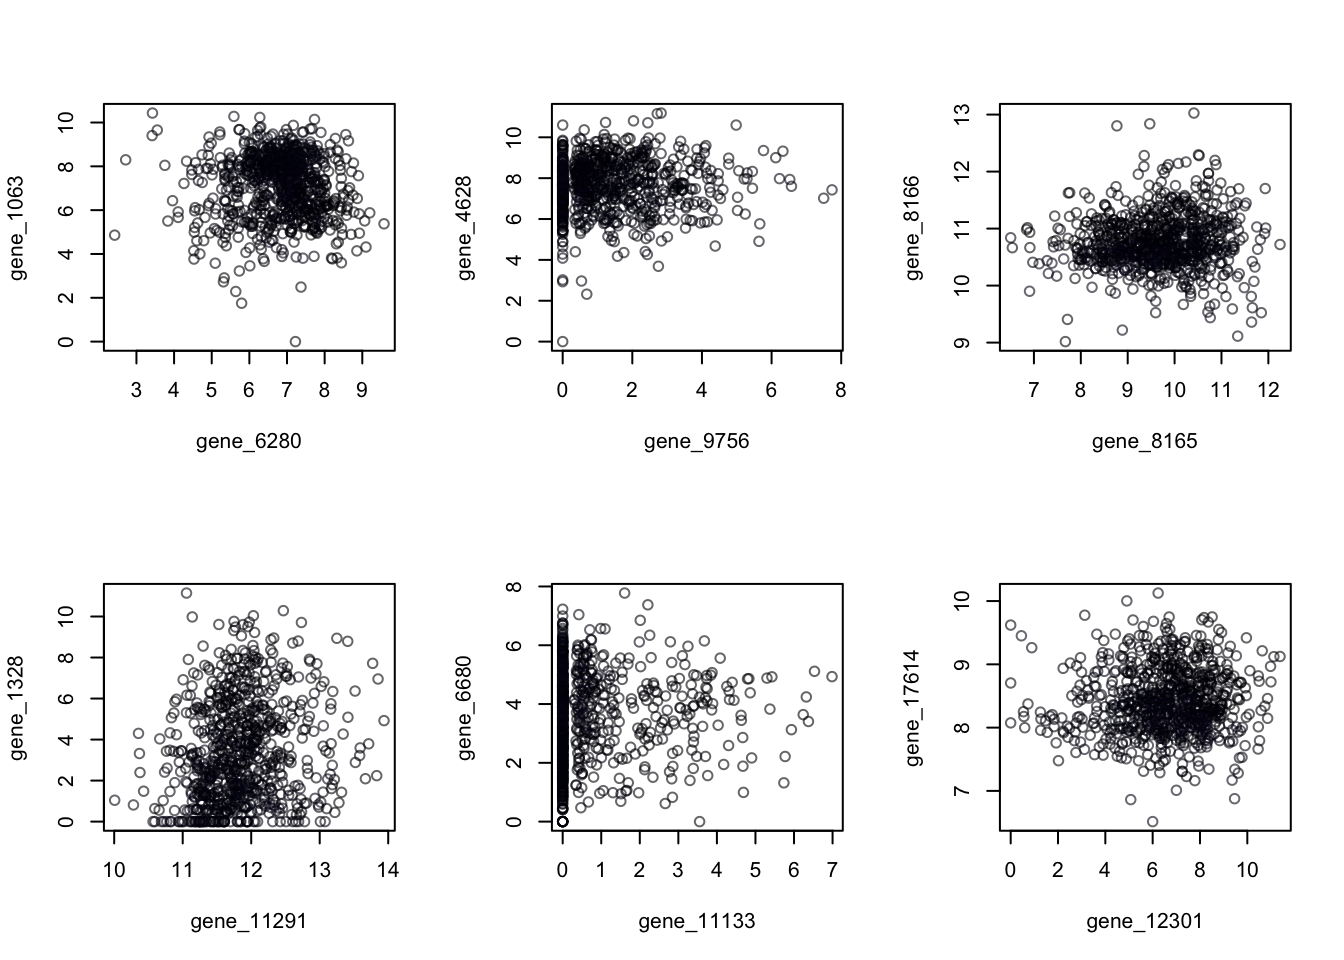 gene_1063
0 2 4 6 8 10
3 4 5 6 7 8 9
gene_6280
gene_4628
0 2 4 6 8 10
0 2 4 6 8
gene_9756
gene_8166
9 10 11 12 13
7 8 9 10 11 12
gene_8165
gene_1328
0 2 4 6 8 10
10 11 12 13 14
gene_11291
gene_6680
0 2 4 6 8
0 1 2 3 4 5 6 7
gene_11133
gene_17614
7 8 9 10
0 2 4 6 8 10
gene_12301